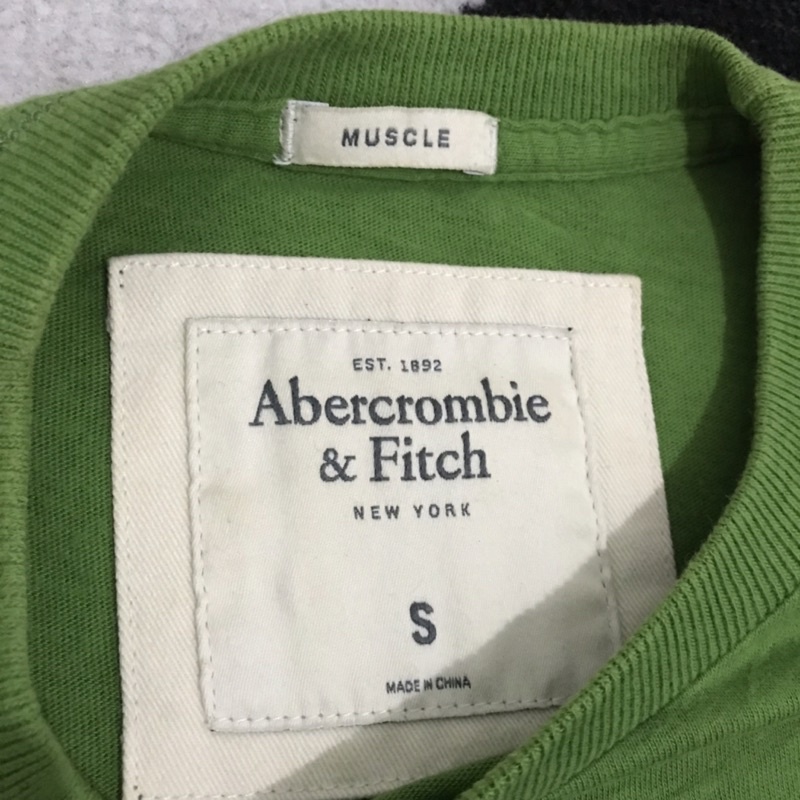 MUSCLE
EST. 1892
Abercrombie
& Fitch
NEW YORK
S
MADE IN CHINA